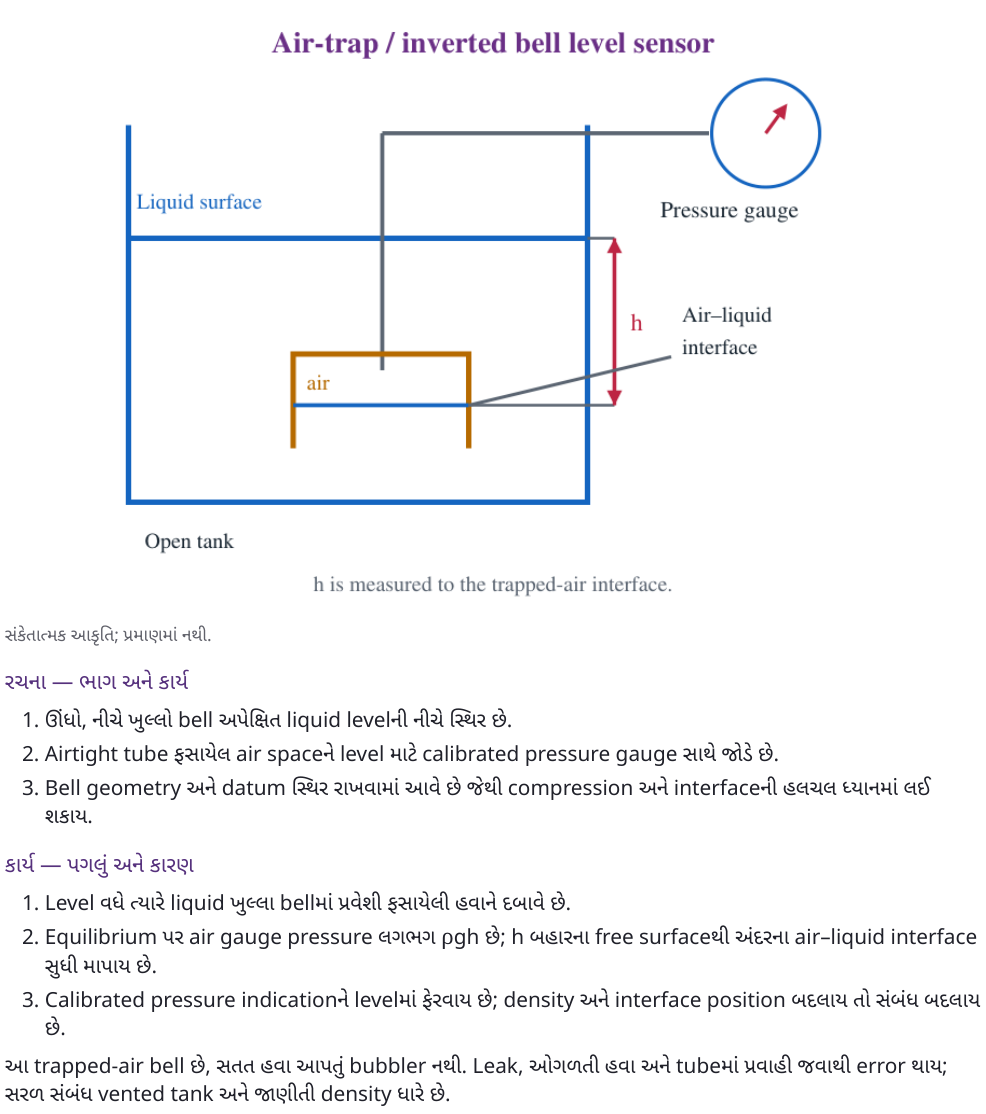 Air-trap / inverted bell level sensor
Liquid surface
Pressure gauge
h
Air–liquid
interface
air
Open tank
h is measured to the trapped-air interface.
સંકેતાત્મક આકૃતિ; પ્રમાણમાં નથી.
રચના — ભાગ અને કાર્ય
1. ઊંધો, નીચે ખુલ્લો bell અપેક્ષિત liquid levelની નીચે સ્થિર છે.
2. Airtight tube ફસાયેલ air spaceને level માટે calibrated pressure gauge સાથે જોડે છે.
3. Bell geometry અને datum સ્થિર રાખવામાં આવે છે જેથી compression અને interfaceની હલચલ ધ્યાનમાં લઈ
શકાય.
કાર્ય — પગલું અને કારણ
1. Level વધે ત્યારે liquid ખુલ્લા bellમાં પ્રવેશી ફસાયેલી હવાને દબાવે છે.
2. Equilibrium પર air gauge pressure લગભગ ρgh છે; h બહારના free surfaceથી અંદરના air–liquid interface
સુધી માપાય છે.
3. Calibrated pressure indicationને levelમાં ફેરવાય છે; density અને interface position બદલાય તો સંબંધ બદલાય
છે.
આ trapped-air bell છે, સતત હવા આપતું bubbler નથી. Leak, ઓગળતી હવા અને tubeમાં પ્રવાહી જવાથી error થાય;
સરળ સંબંધ vented tank અને જાણીતી density ધારે છે.